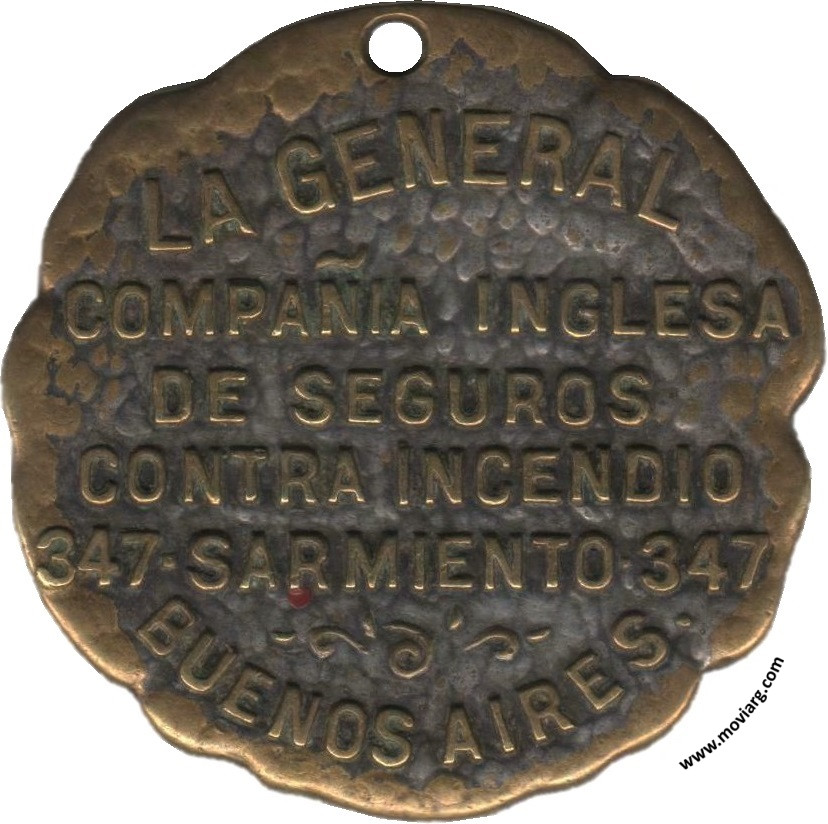 LA GENERAL
COMPAÑIA INGLESA
DE SEGUROS
CONTRA INCENDIO
347·SARMIENTO·347
BUENOS AIRES·
www.moviarg.com